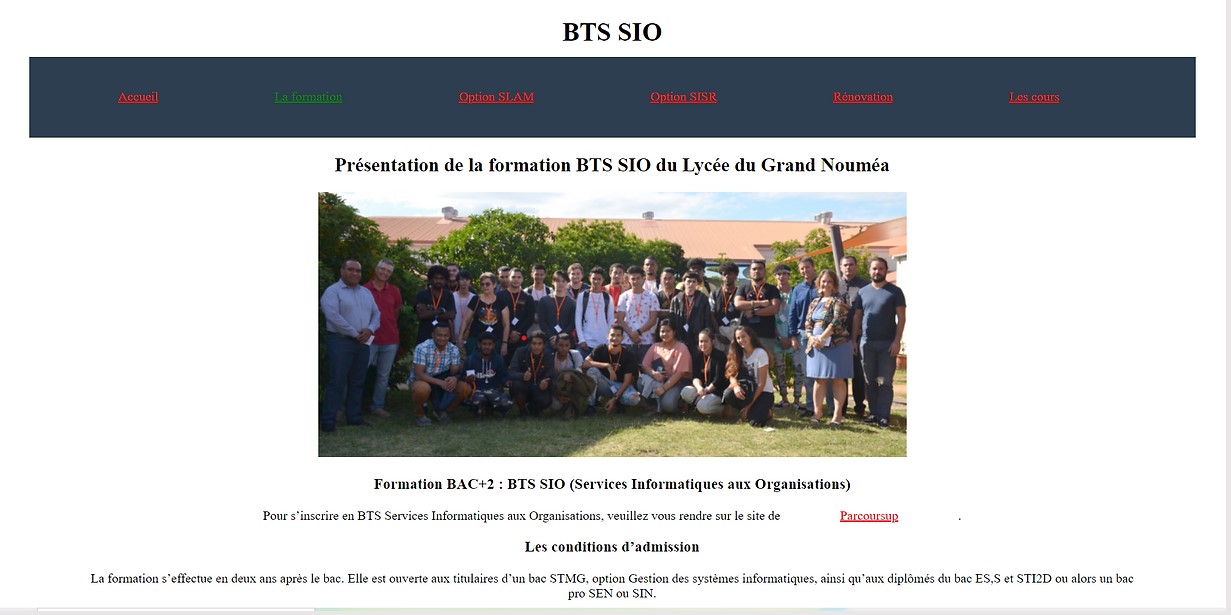 BTS SIO
Accueil La formation Option SLAM Option SISR Rénovation Les cours
Présentation de la formation BTS SIO du Lycée du Grand Nouméa
Formation BAC+2 : BTS SIO (Services Informatiques aux Organisations)
Pour s’inscrire en BTS Services Informatiques aux Organisations, veuillez vous rendre sur le site de Parcoursup .
Les conditions d’admission
La formation s’effectue en deux ans après le bac. Elle est ouverte aux titulaires d’un bac STMG, option Gestion des systèmes informatiques, ainsi qu’aux diplômés du bac ES,S et STI2D ou alors un bac
pro SEN ou SIN.